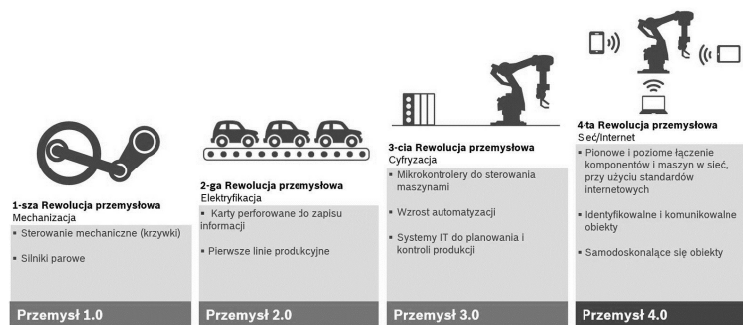 1-sza Rewolucja przemysłowa
Mechanizacja
▪ Sterowanie mechaniczne (krzywki)
▪ Silniki parowe
Przemysł 1.0
2-ga Rewolucja przemysłowa
Elektryfikacja
▪ Karty perforowane do zapisu
informacji
▪ Pierwsze linie produkcyjne
Przemysł 2.0
3-cia Rewolucja przemysłowa
Cyfryzacja
▪ Mikrokontrolery do sterowania
maszynami
▪ Wzrost automatyzacji
▪ Systemy IT do planowania i
kontroli produkcji
Przemysł 3.0
4-ta Rewolucja przemysłowa
Seć/Internet
▪ Pionowe i poziome łączenie
komponentów i maszyn w sieć,
przy użyciu standardów
internetowych
▪ Identyfikowalne i komunikowalne
obiekty
▪ Samodoskonalące się obiekty
Przemysł 4.0